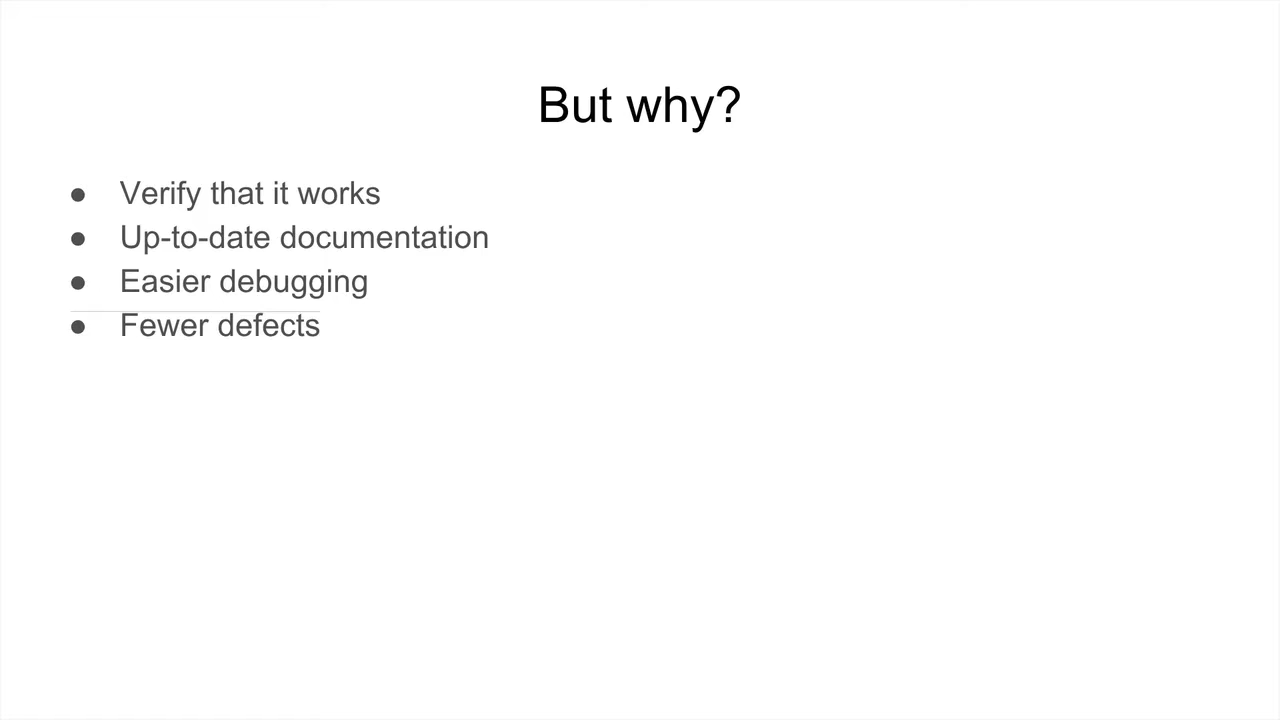 But why?
● Verify that it works
● Up-to-date documentation
● Easier debugging
● Fewer defects